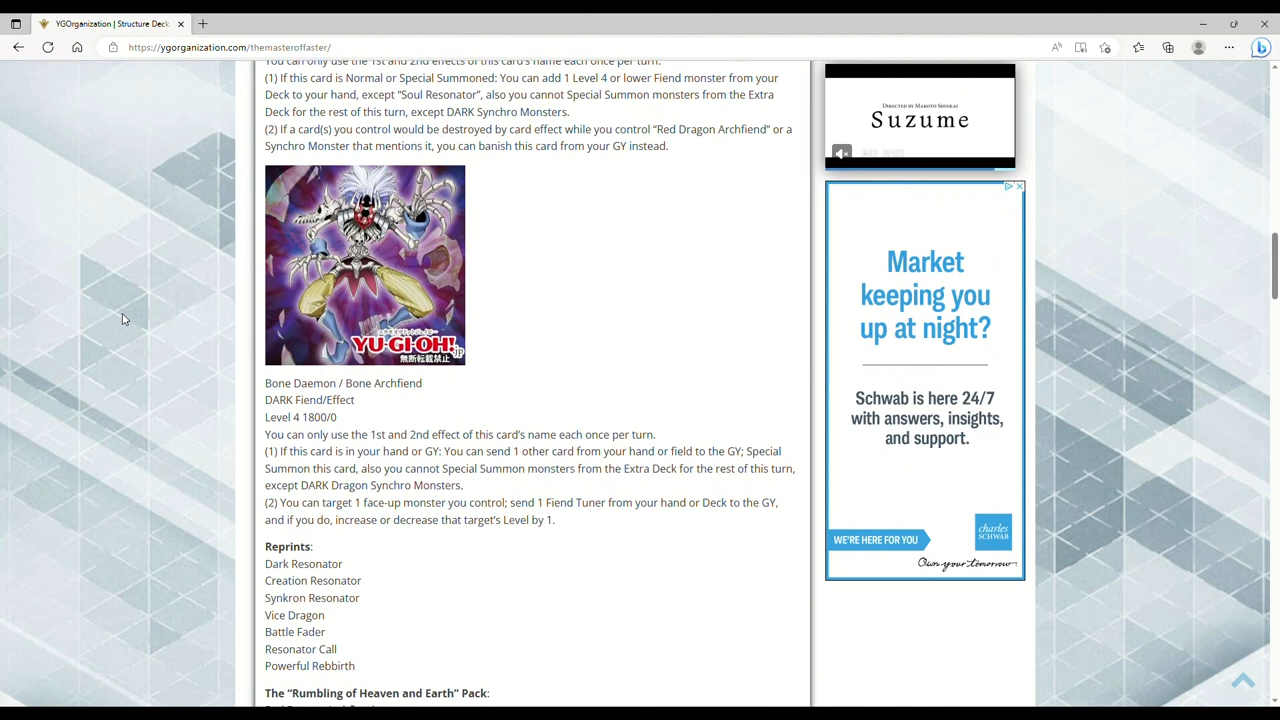 YGOrganization | Structure Deck
https://ygorganization.com/themasteroffaster/
You can only use the 1st and 2nd effects of this card's name each once per turn.
(1) If this card is Normal or Special Summoned: You can add 1 Level 4 or lower Fiend monster from your
Deck to your hand, except “Soul Resonator”, also you cannot Special Summon monsters from the Extra
Deck for the rest of this turn, except DARK Synchro Monsters.
(2) If a card(s) you control would be destroyed by card effect while you control “Red Dragon Archfiend” or a
Synchro Monster that mentions it, you can banish this card from your GY instead.
YU-GI-OH!.jp
無断転載禁止
Bone Daemon / Bone Archfiend
DARK Fiend/Effect
Level 4 1800/0
You can only use the 1st and 2nd effect of this card’s name each once per turn.
(1) If this card is in your hand or GY: You can send 1 other card from your hand or field to the GY; Special
Summon this card, also you cannot Special Summon monsters from the Extra Deck for the rest of this turn,
except DARK Dragon Synchro Monsters.
(2) You can target 1 face-up monster you control; send 1 Fiend Tuner from your hand or Deck to the GY,
and if you do, increase or decrease that target’s Level by 1.
Reprints:
Dark Resonator
Creation Resonator
Synkron Resonator
Vice Dragon
Battle Fader
Resonator Call
Powerful Rebbirth
The “Rumbling of Heaven and Earth” Pack:
DIRECTED BY MAKOTO SHINKAI
Suzume
Market
keeping you
up at night?
Schwab is here 24/7
with answers, insights,
and support.
WE'RE HERE FOR YOU
charles
SCHWAB
Own your tomorrow